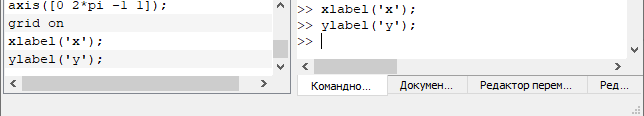 axis([0 2*pi -1 1]);
grid on
xlabel('x');
ylabel('y');
>> xlabel('x');
>> ylabel('y');
>>
Командно... Докумен... Редактор перем... Ред...